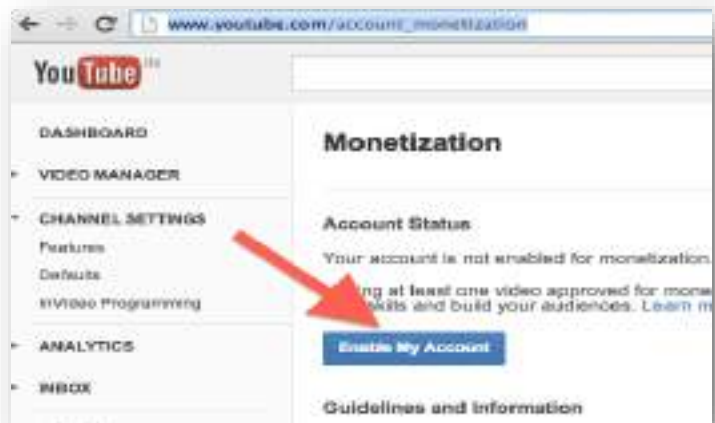 www.youtube.com/account_monetization
YouTube
DASHBOARD
VIDEO MANAGER
CHANNEL SETTINGS
Features
Defaults
InVideo Programming
ANALYTICS
INBOX
Monetization
Account Status
Your account is not enabled for monetization.
at least one video approved for mone
skills and build your audiences. Learn m
Enable My Account
Guidelines and Information